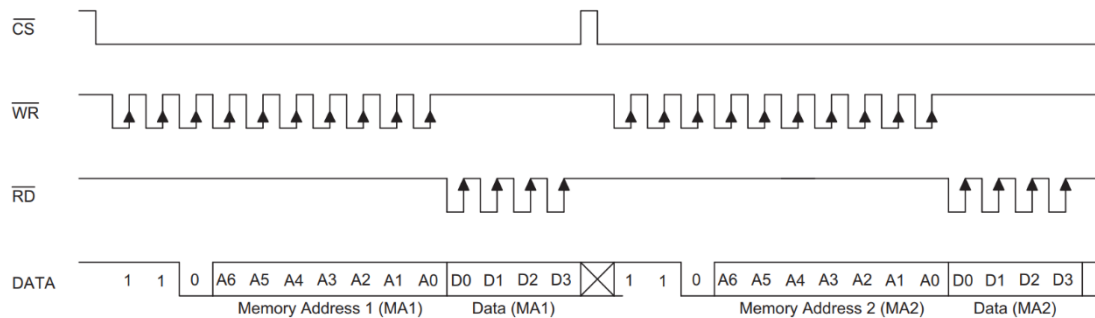 CS
WR
RD
DATA 1 1 0 A6 A5 A4 A3 A2 A1 A0 D0 D1 D2 D3 1 1 0 A6 A5 A4 A3 A2 A1 A0 D0 D1 D2 D3
Memory Address 1 (MA1) Data (MA1) Memory Address 2 (MA2) Data (MA2)